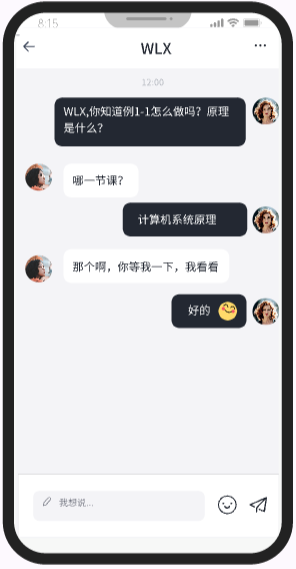 8:15
WLX
12:00
WLX,你知道例1-1怎么做吗？原理
是什么？
哪一节课？
计算机系统原理
那个啊，你等我一下，我看看
好的
我想说...